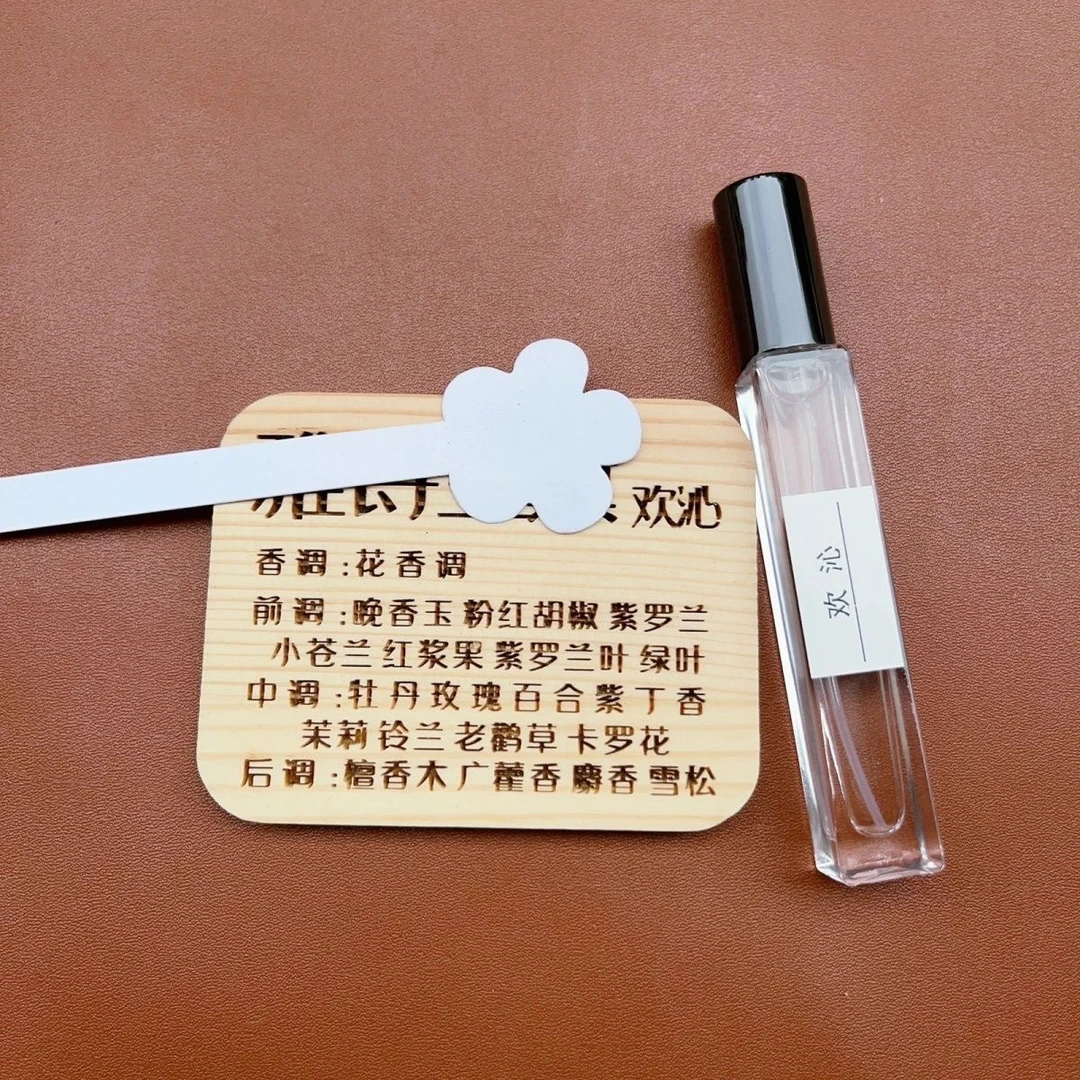 欢沁
香调:花香调
前调:晚香玉 粉红胡椒 紫罗兰
小苍兰 红浆果 紫罗兰叶 绿叶
中调:牡丹 玫瑰 百合 紫丁香
茉莉 铃兰 老鹳草 卡罗花
后调:檀香木 广藿香 麝香 雪松
欢沁